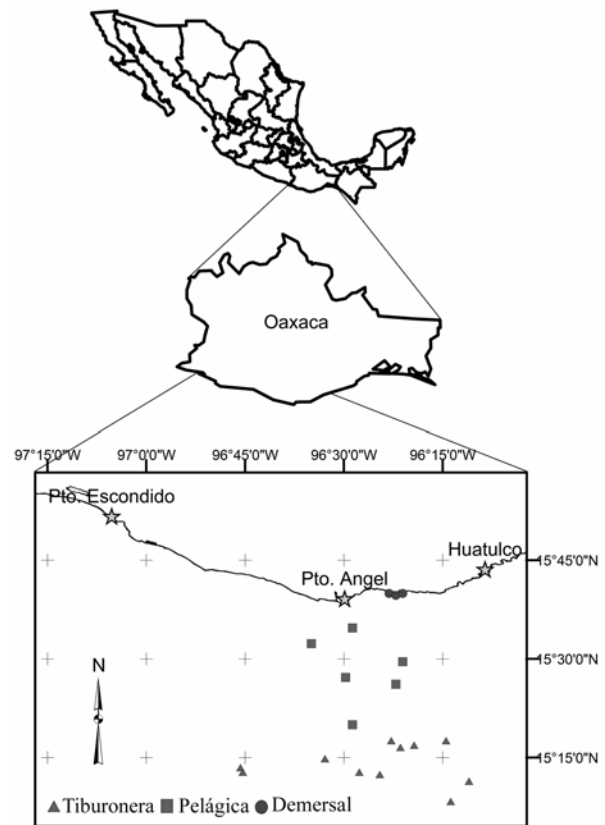 Oaxaca
97°15'0"W 97°0'0"W 96°45'0"W 96°30'0"W 96°15'0"W
Pto. Escondido
Huatulco
15°45'0"N
Pto. Angel
15°30'0"N
N
15°15'0"N
Tiburonera Pelágica Demersal